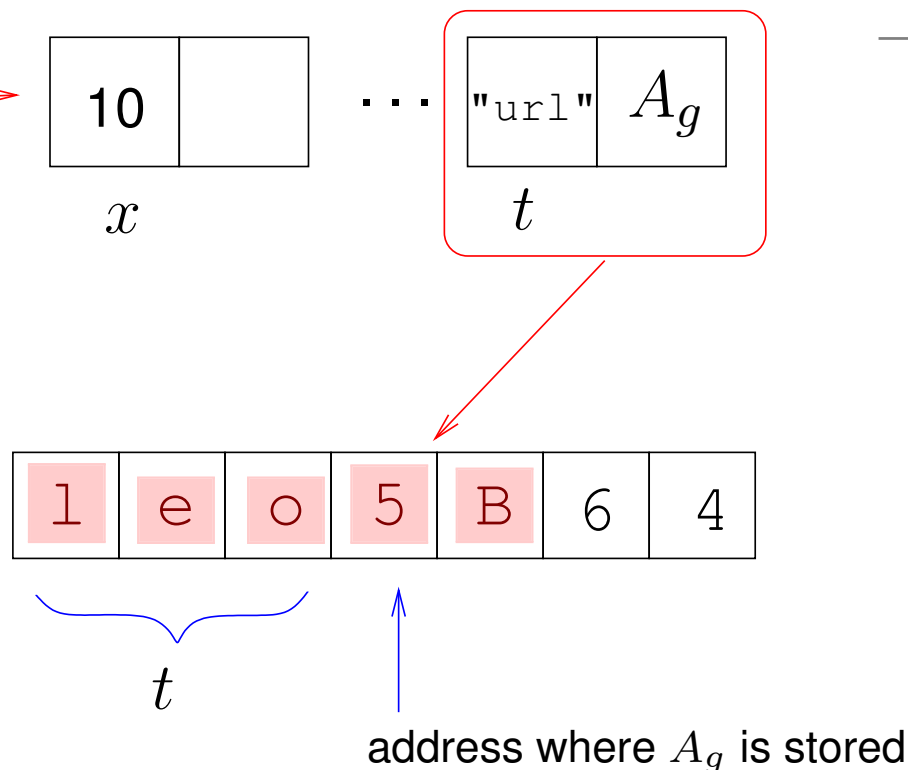 10 ... "url" A_g
x t
l e o 5 B 6 4
t
address where A_g is stored